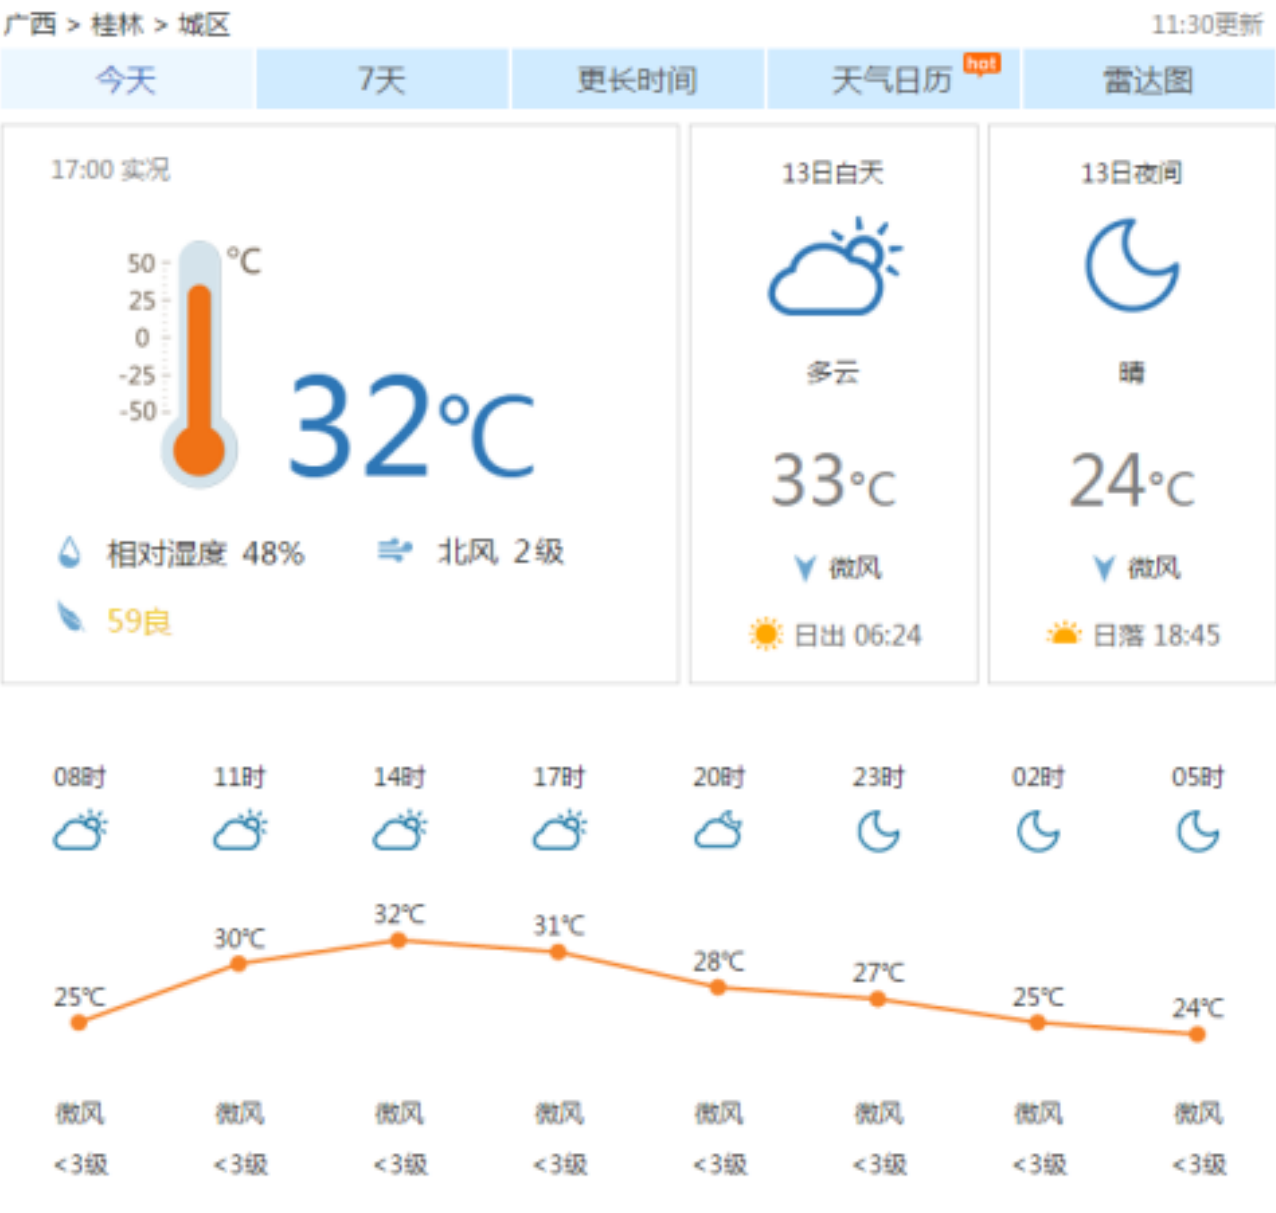 广西 > 桂林 > 城区
11:30更新
今天 7天 更长时间 天气日历 hot 雷达图
17:00 实况
℃
50
25
0
-25
-50
32℃
相对湿度 48% 北风 2级
59良
13日白天
多云
33℃
微风
日出 06:24
13日夜间
晴
24℃
微风
日落 18:45
08时 11时 14时 17时 20时 23时 02时 05时
25℃ 30℃ 32℃ 31℃ 28℃ 27℃ 25℃ 24℃
微风 微风 微风 微风 微风 微风 微风 微风
<3级 <3级 <3级 <3级 <3级 <3级 <3级 <3级